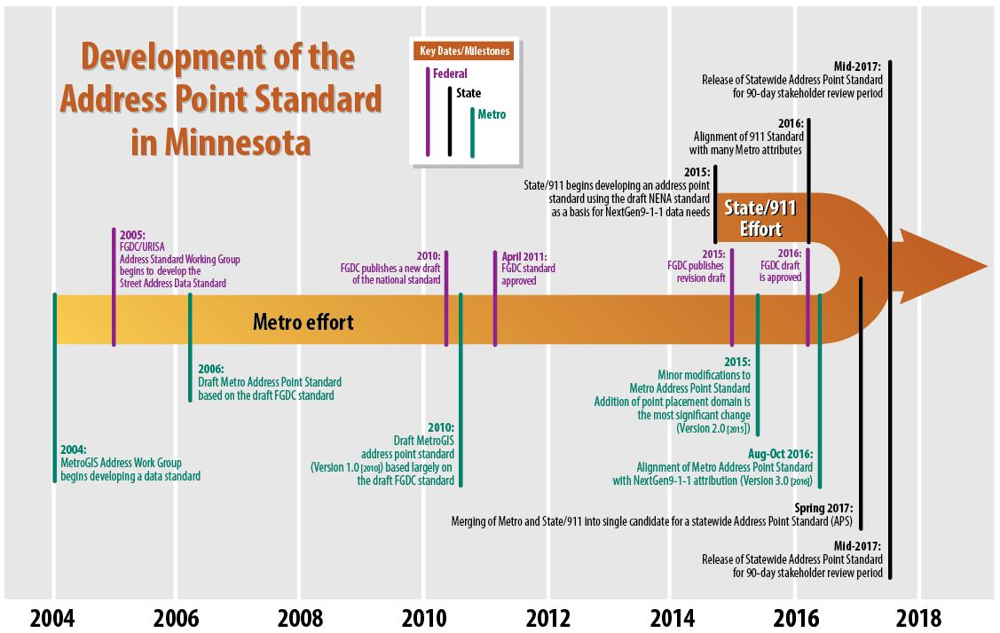 Development of the
Address Point Standard
in Minnesota
Key Dates/Milestones
Federal
State
Metro
Mid-2017:
Release of Statewide Address Point Standard
for 90-day stakeholder review period
2016:
Alignment of 911 Standard
with many Metro attributes
2015:
State/911 begins developing an address point
standard using the draft NENA standard
as a basis for NextGen9-1-1 data needs
State/911
Effort
2005:
FGDC/URISA
Address Standard Working Group
begins to develop the
Street Address Data Standard
2010:
FGDC publishes a new draft
of the national standard
April 2011:
FGDC standard
approved
2015:
FGDC publishes
revision draft
2016:
FGDC draft
is approved
Metro effort
2006:
Draft Metro Address Point Standard
based on the draft FGDC standard
2004:
MetroGIS Address Work Group
begins developing a data standard
2010:
Draft MetroGIS
address point standard
(Version 1.0 [2010]) based largely on
the draft FGDC standard
2015:
Minor modifications to
Metro Address Point Standard
Addition of point placement domain is
the most significant change
(Version 2.0 [2015])
Aug-Oct 2016:
Alignment of Metro Address Point Standard
with NextGen9-1-1 attribution (Version 3.0 [2016])
Spring 2017:
Merging of Metro and State/911 into single candidate for a statewide Address Point Standard (APS)
Mid-2017:
Release of Statewide Address Point Standard
for 90-day stakeholder review period
2004 2006 2008 2010 2012 2014 2016 2018